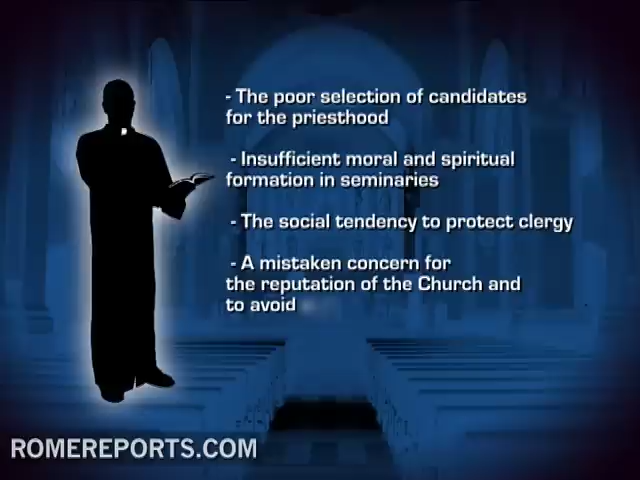 - The poor selection of candidates
for the priesthood
- Insufficient moral and spiritual
formation in seminaries
- The social tendency to protect clergy
- A mistaken concern for
the reputation of the Church and
to avoid
ROMEREPORTS.COM